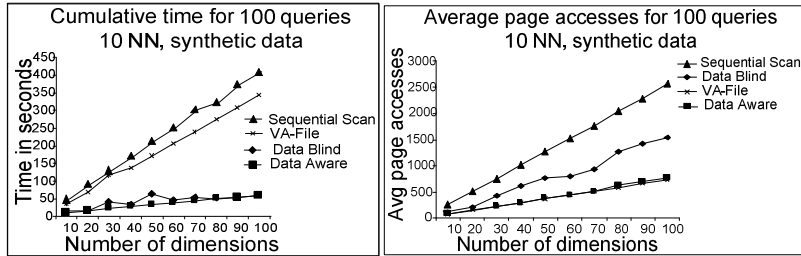 Cumulative time for 100 queries
10 NN, synthetic data
Time in seconds
450
400
350
300
250
200
150
100
50
0
10 20 30 40 50 60 70 80 90 100
Number of dimensions
Sequential Scan
VA-File
Data Blind
Data Aware
Average page accesses for 100 queries
10 NN, synthetic data
Avg page accesses
3000
2500
2000
1500
1000
500
0
10 20 30 40 50 60 70 80 90 100
Number of dimensions
Sequential Scan
Data Blind
VA-File
Data Aware